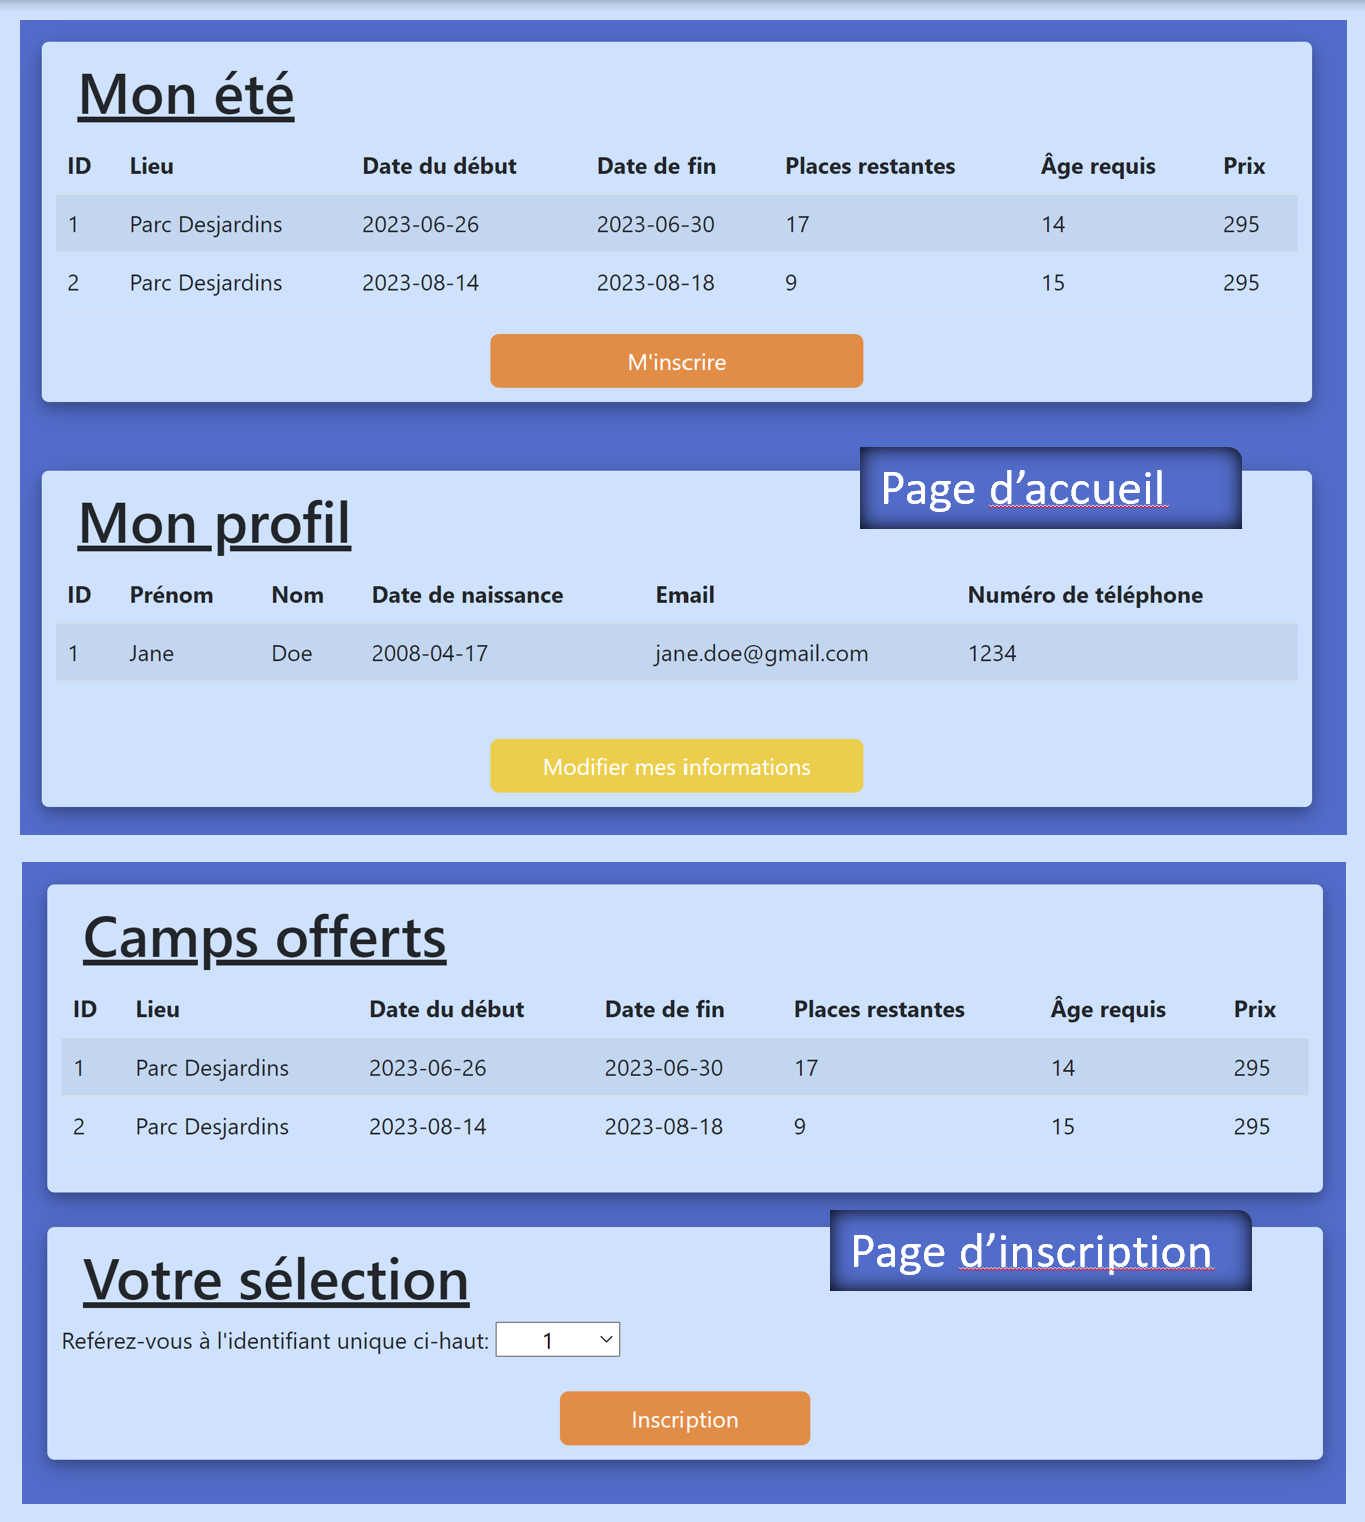 Mon été
ID Lieu Date du début Date de fin Places restantes Âge requis Prix
1 Parc Desjardins 2023-06-26 2023-06-30 17 14 295
2 Parc Desjardins 2023-08-14 2023-08-18 9 15 295
M'inscrire
Page d’accueil
Mon profil
ID Prénom Nom Date de naissance Email Numéro de téléphone
1 Jane Doe 2008-04-17 jane.doe@gmail.com 1234
Modifier mes informations
Camps offerts
ID Lieu Date du début Date de fin Places restantes Âge requis Prix
1 Parc Desjardins 2023-06-26 2023-06-30 17 14 295
2 Parc Desjardins 2023-08-14 2023-08-18 9 15 295
Page d’inscription
Votre sélection
Referez-vous à l'identifiant unique ci-haut: 1
Inscription